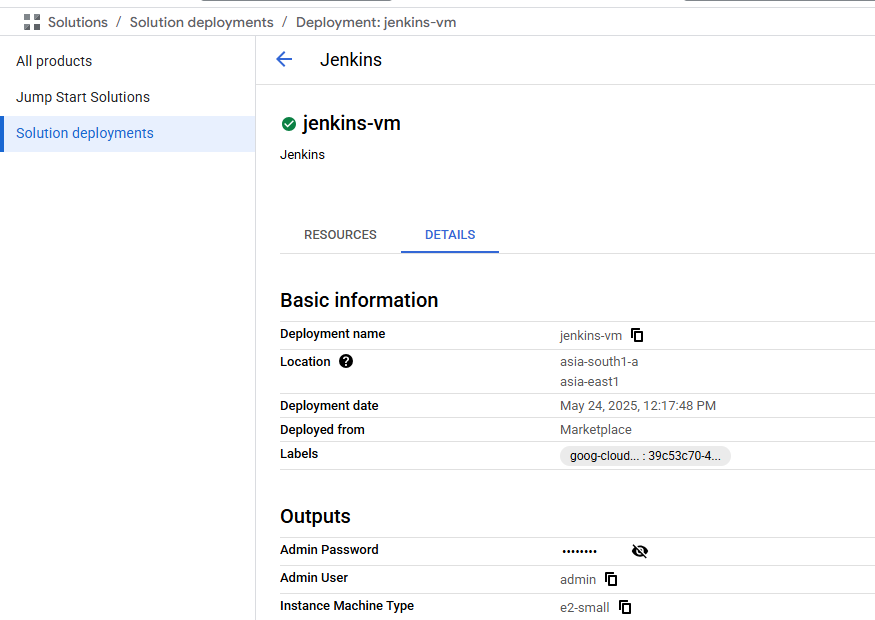 Solutions / Solution deployments / Deployment: jenkins-vm
All products
Jump Start Solutions
Solution deployments
Jenkins
jenkins-vm
Jenkins
RESOURCES DETAILS
Basic information
Deployment name jenkins-vm
Location asia-south1-a
asia-east1
Deployment date May 24, 2025, 12:17:48 PM
Deployed from Marketplace
Labels goog-cloud... : 39c53c70-4...
Outputs
Admin Password ••••••••
Admin User admin
Instance Machine Type e2-small